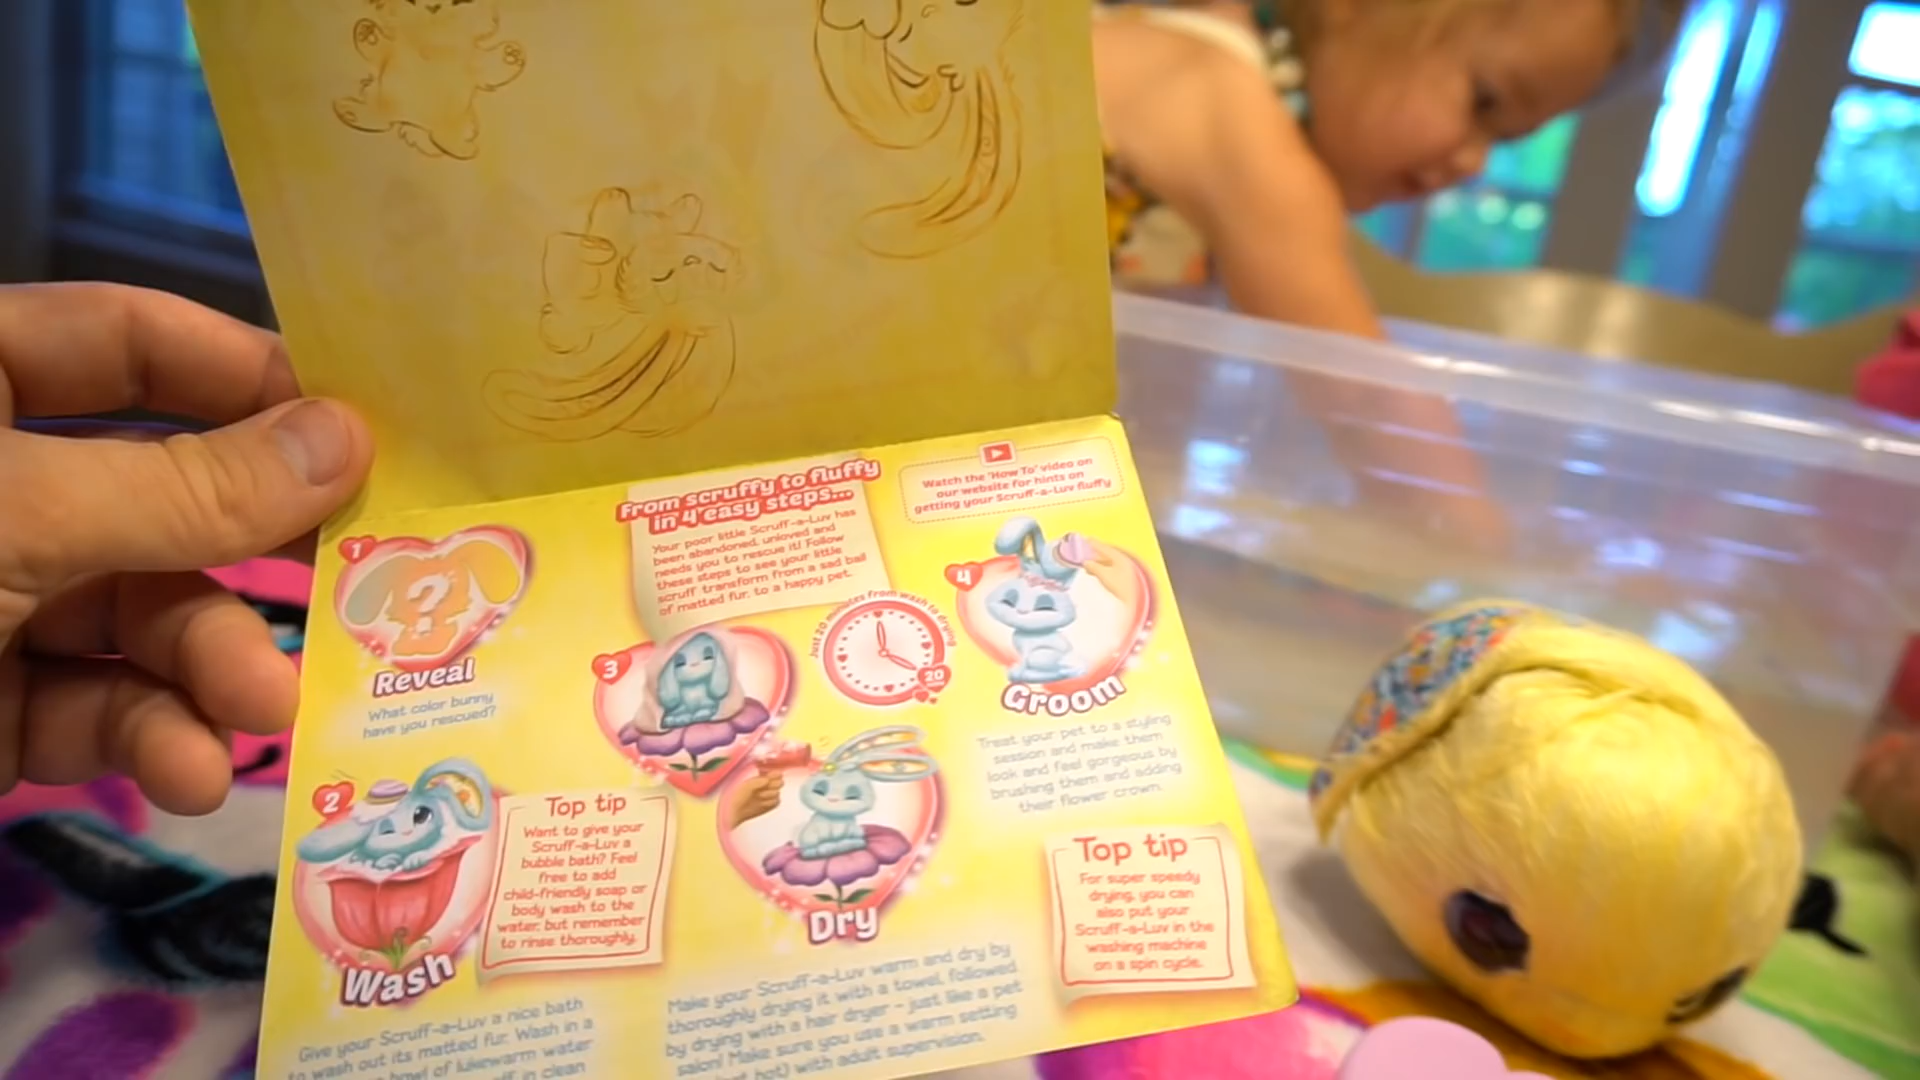 From scruffy to fluffy
in 4 easy steps...
Your poor little Scruff-a-Luv has
been abandoned, unloved and
needs you to rescue it! Follow
these steps to see your little
scruff transform from a sad ball
of matted fur, to a happy pet.
Watch the 'How To' video on
our website for hints on
getting your Scruff-a-Luv fluffy
1
?
Reveal
What color bunny
have you rescued?
2
Wash
Give your Scruff-a-Luv a nice bath
to wash out its matted fur. Wash in a
bowl of lukewarm water
in clean
Top tip
Want to give your
Scruff-a-Luv a
bubble bath? Feel
free to add
child-friendly soap or
body wash to the
water, but remember
to rinse thoroughly.
3
Just 20 minutes from wash to drying
20
Dry
Make your Scruff-a-Luv warm and dry by
thoroughly drying it with a towel, followed
by drying with a hair dryer - just like a pet
salon! Make sure you use a warm setting
hot) with adult supervision.
4
Groom
Treat your pet to a styling
session and make them
look and feel gorgeous by
brushing them and adding
their flower crown.
Top tip
For super speedy
drying, you can
also put your
Scruff-a-Luv in the
washing machine
on a spin cycle.